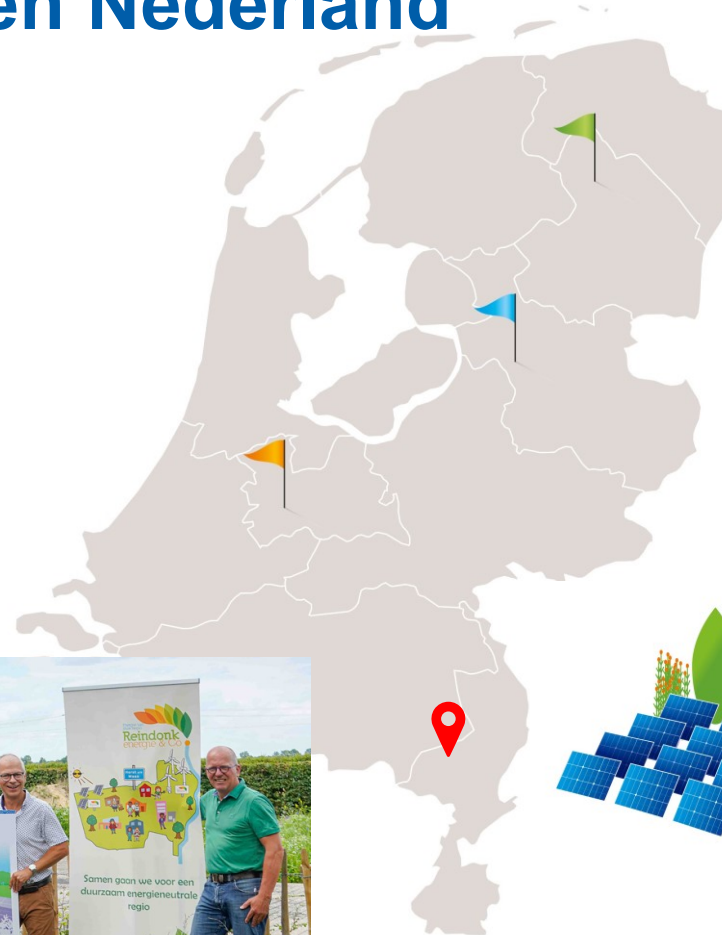 en Nederland
Reindonk
energie & Co
Samen gaan we voor een
duurzaam energieneutrale
regio